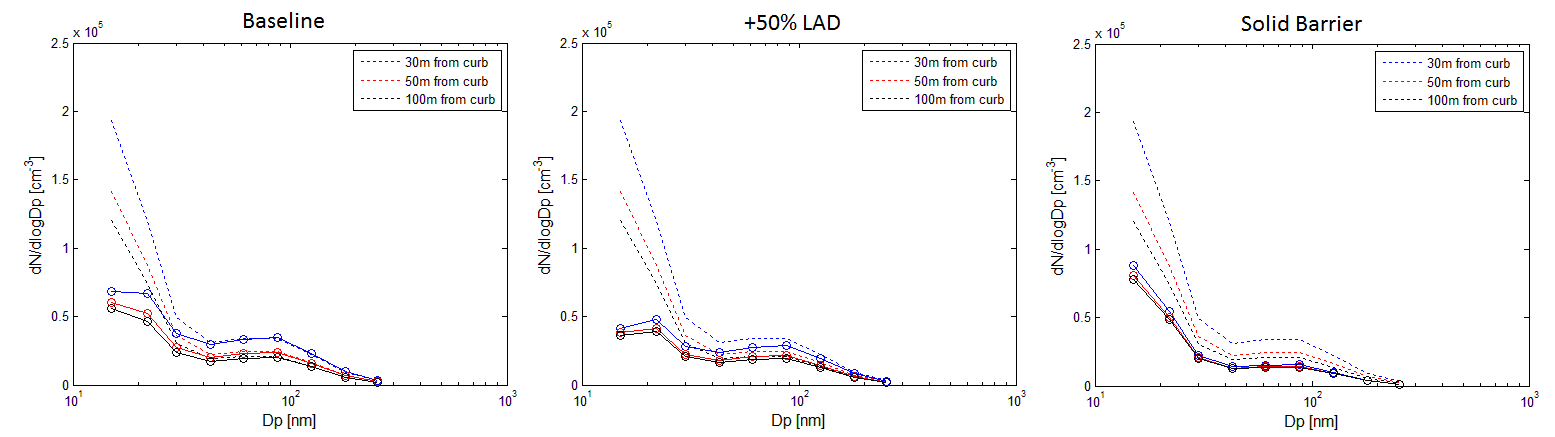 Baseline
x 10^5
2.5
2
1.5
1
0.5
0
dN/dlogDp [cm^-3]
30m from curb
50m from curb
100m from curb
10^1
10^2
10^3
Dp [nm]
+50% LAD
x 10^5
2.5
2
1.5
1
0.5
0
dN/dlogDp [cm^-3]
30m from curb
50m from curb
100m from curb
10^1
10^2
10^3
Dp [nm]
Solid Barrier
x 10^5
2.5
2
1.5
1
0.5
0
dN/dlogDp [cm^-3]
30m from curb
50m from curb
100m from curb
10^1
10^2
10^3
Dp [nm]